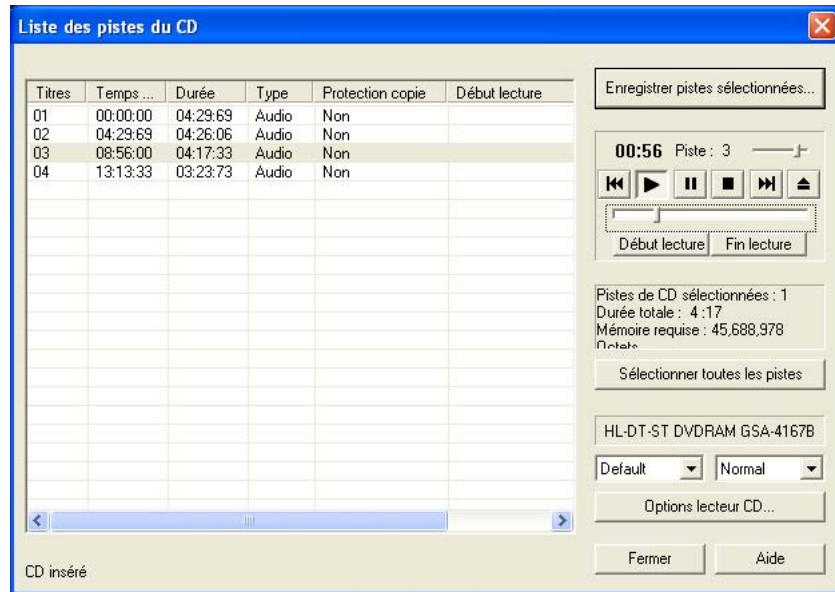 Liste des pistes du CD
Titres Temps ... Durée Type Protection copie Début lecture
01 00:00:00 04:29:69 Audio Non
02 04:29:69 04:26:06 Audio Non
03 08:56:00 04:17:33 Audio Non
04 13:13:33 03:23:73 Audio Non
CD inséré
Enregistrer pistes sélectionnées...
00:56 Piste : 3
Début lecture Fin lecture
Pistes de CD sélectionnées : 1
Durée totale : 4 :17
Mémoire requise : 45,688,978
Octets
Sélectionner toutes les pistes
HL-DT-ST DVDRAM GSA-4167B
Default Normal
Options lecteur CD...
Fermer Aide